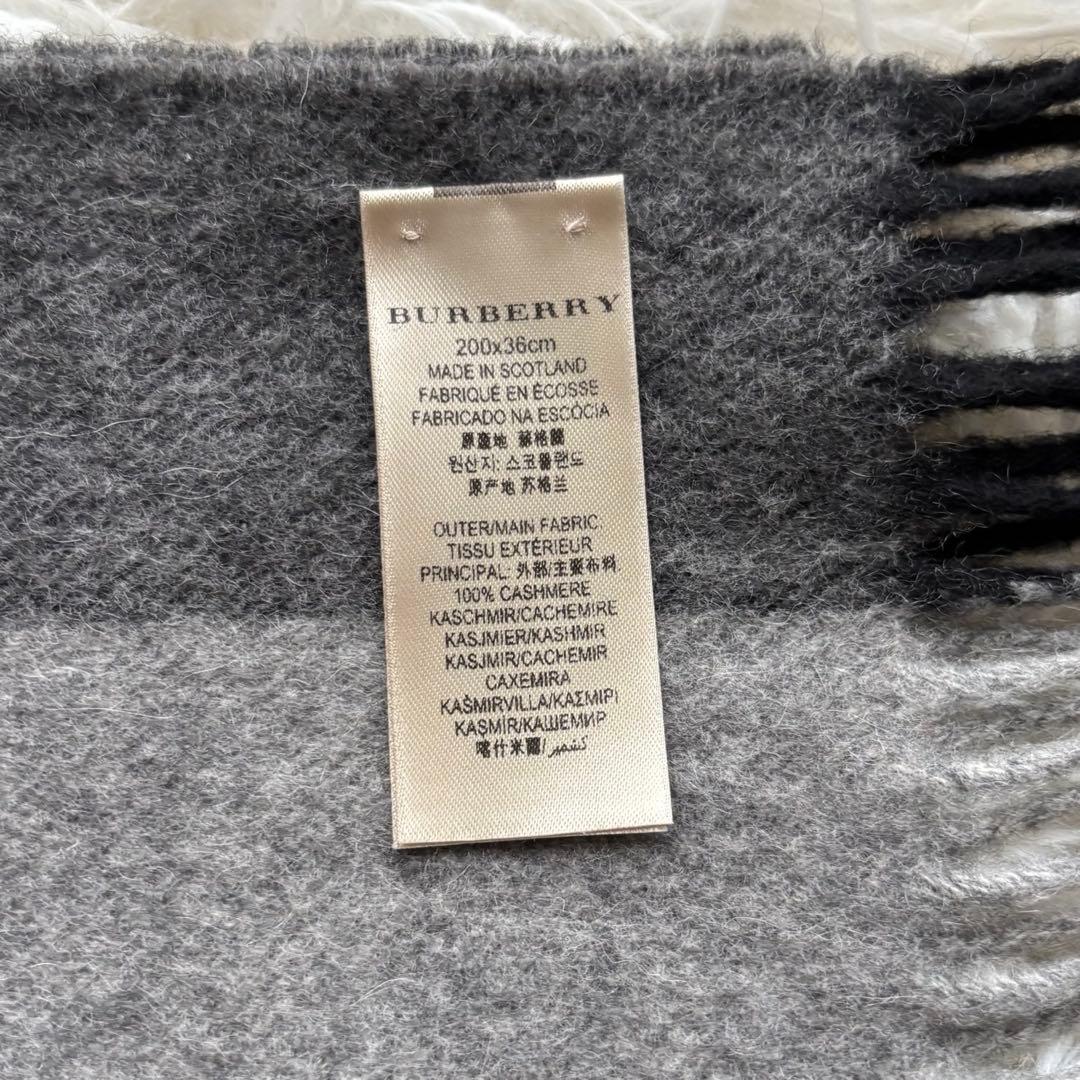 BURBERRY
200x36cm
MADE IN SCOTLAND
FABRIQUÉ EN ÉCOSSE
FABRICADO NA ESCÓCIA
原產地 蘇格蘭
원산지: 스코틀랜드
原产地 苏格兰
OUTER/MAIN FABRIC:
TISSU EXTÉRIEUR
PRINCIPAL: 外部/主要布料:
100% CASHMERE
KASCHMIR/CACHEMIRE
KASJMIER/KASHMIR
KASJMIR/CACHEMIR
CAXEMIRA
KAŠMIRVILLA/ΚΑΣΜΙΡΙ
KAŞMIR/КАШЕМИР
喀什米爾/كشمير